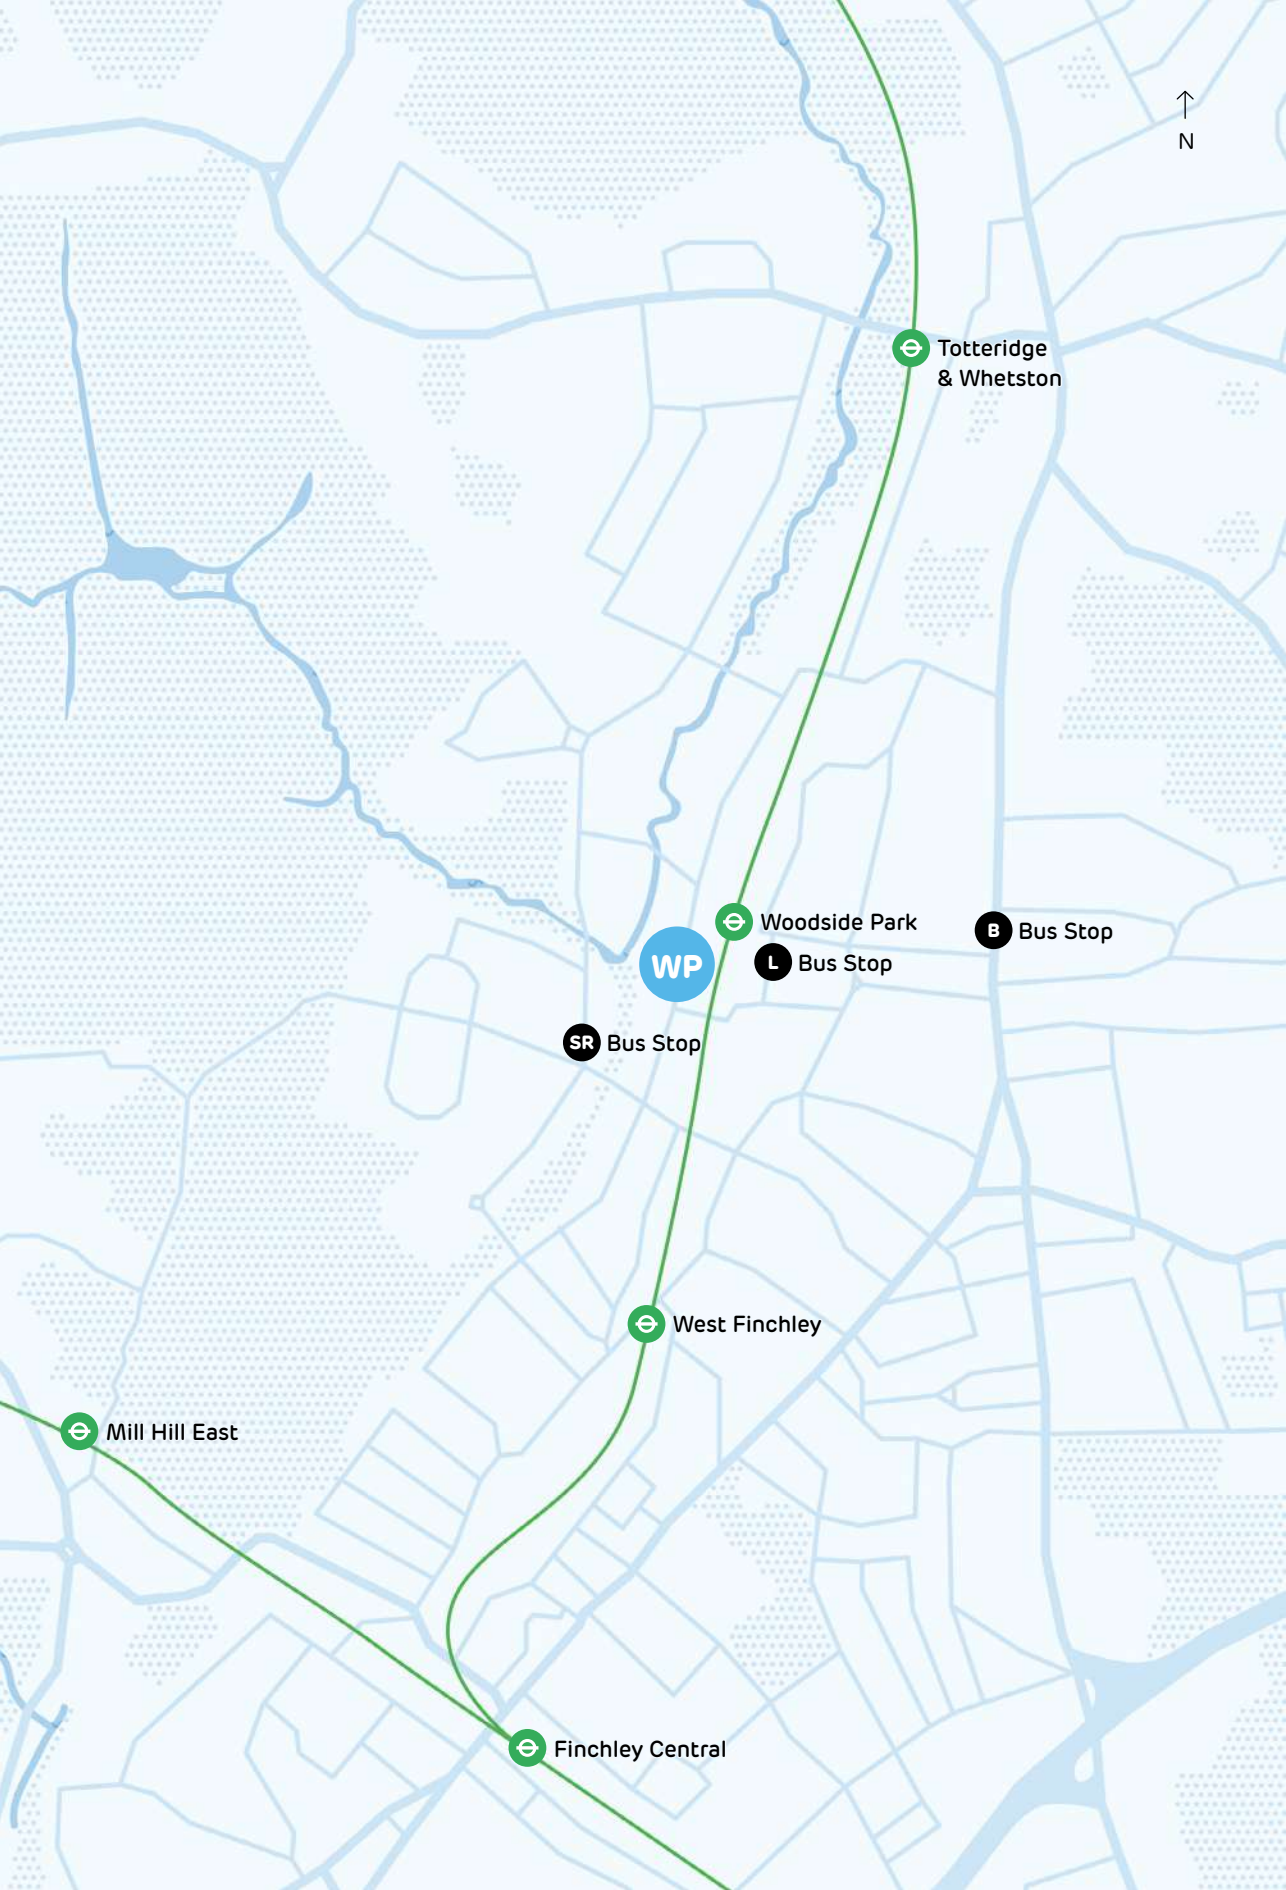 N
Totteridge
& Whetston
Woodside Park
B Bus Stop
WP
L Bus Stop
SR Bus Stop
West Finchley
Mill Hill East
Finchley Central